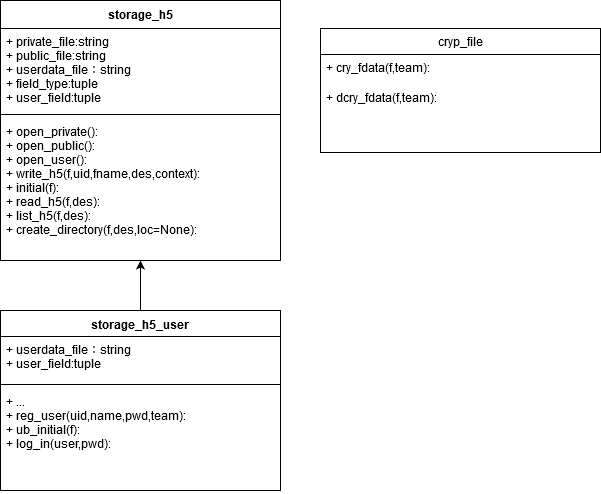 storage_h5
+ private_file:string
+ public_file:string
+ userdata_file：string
+ field_type:tuple
+ user_field:tuple
+ open_private():
+ open_public():
+ open_user():
+ write_h5(f,uid,fname,des,context):
+ initial(f):
+ read_h5(f,des):
+ list_h5(f,des):
+ create_directory(f,des,loc=None):
cryp_file
+ cry_fdata(f,team):
+ dcry_fdata(f,team):
storage_h5_user
+ userdata_file：string
+ user_field:tuple
+ ...
+ reg_user(uid,name,pwd,team):
+ ub_initial(f):
+ log_in(user,pwd):